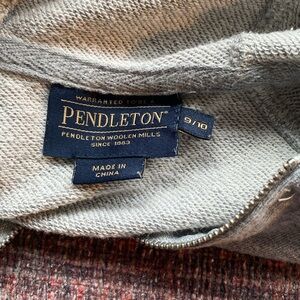 WARRANTED TO BE A
PENDLETON
PENDLETON WOOLEN MILLS
SINCE 1863
9/10
MADE IN
CHINA